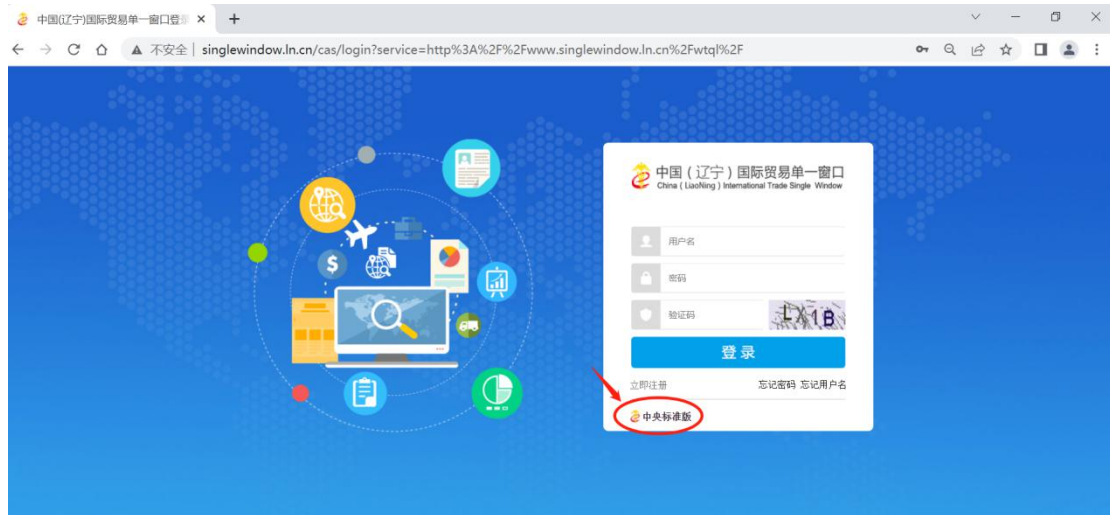 中国(辽宁)国际贸易单一窗口登
不安全 | singlewindow.ln.cn/cas/login?service=http%3A%2F%2Fwww.singlewindow.ln.cn%2Fwtql%2F
中国（辽宁）国际贸易单一窗口
China ( LiaoNing ) International Trade Single Window
用户名
密码
验证码
LX1B
登录
立即注册 忘记密码 忘记用户名
中央标准版